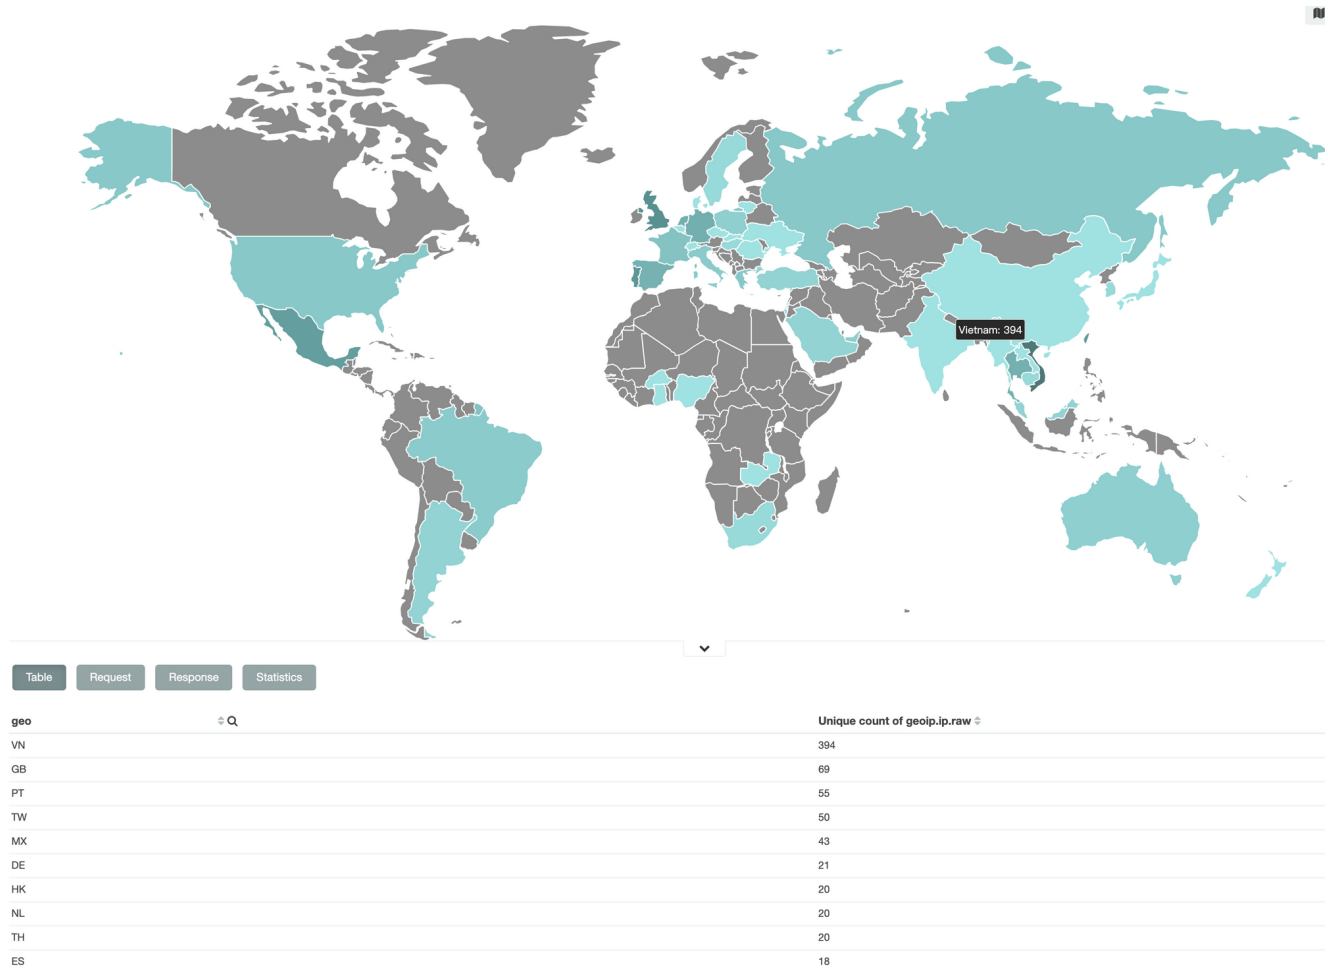 Vietnam: 394
Table Request Response Statistics
geo Unique count of geoip.ip.raw
VN 394
GB 69
PT 55
TW 50
MX 43
DE 21
HK 20
NL 20
TH 20
ES 18